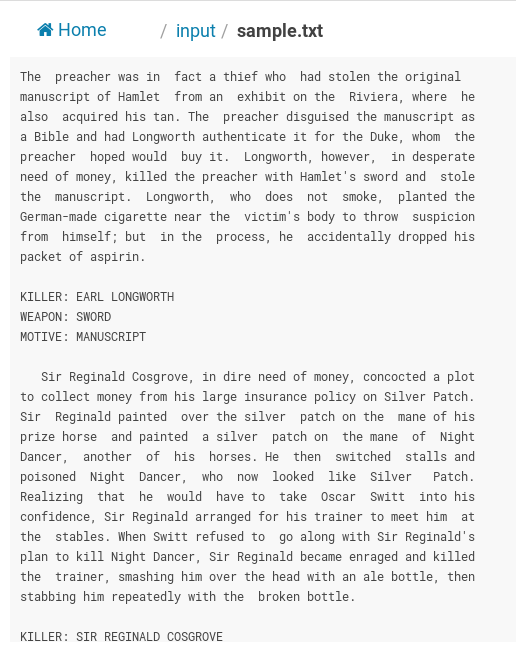 Home / input / sample.txt
The  preacher was in  fact a thief who  had stolen the original
manuscript of Hamlet  from an  exhibit on the  Riviera, where  he
also  acquired his tan. The  preacher disguised the manuscript as
a Bible and had Longworth authenticate it for the Duke, whom  the
preacher  hoped would  buy it.  Longworth, however,  in desperate
need of money, killed the preacher with Hamlet's sword and  stole
the  manuscript.  Longworth,  who  does  not  smoke,  planted the
German-made cigarette near the  victim's body to throw  suspicion
from  himself; but  in the  process, he  accidentally dropped his
packet of aspirin.
KILLER: EARL LONGWORTH
WEAPON: SWORD
MOTIVE: MANUSCRIPT
   Sir Reginald Cosgrove, in dire need of money, concocted a plot
to collect money from his large insurance policy on Silver Patch.
Sir  Reginald painted  over the silver  patch on the  mane of his
prize horse  and painted  a silver  patch on  the mane  of  Night
Dancer,  another  of  his  horses. He  then  switched  stalls and
poisoned  Night  Dancer,  who  now  looked  like  Silver   Patch.
Realizing  that  he  would  have to  take  Oscar  Switt  into his
confidence, Sir Reginald arranged for his trainer to meet him  at
the  stables. When Switt refused to  go along with Sir Reginald's
plan to kill Night Dancer, Sir Reginald became enraged and killed
the  trainer, smashing him over the head with an ale bottle, then
stabbing him repeatedly with the  broken bottle.
KILLER: SIR REGINALD COSGROVE